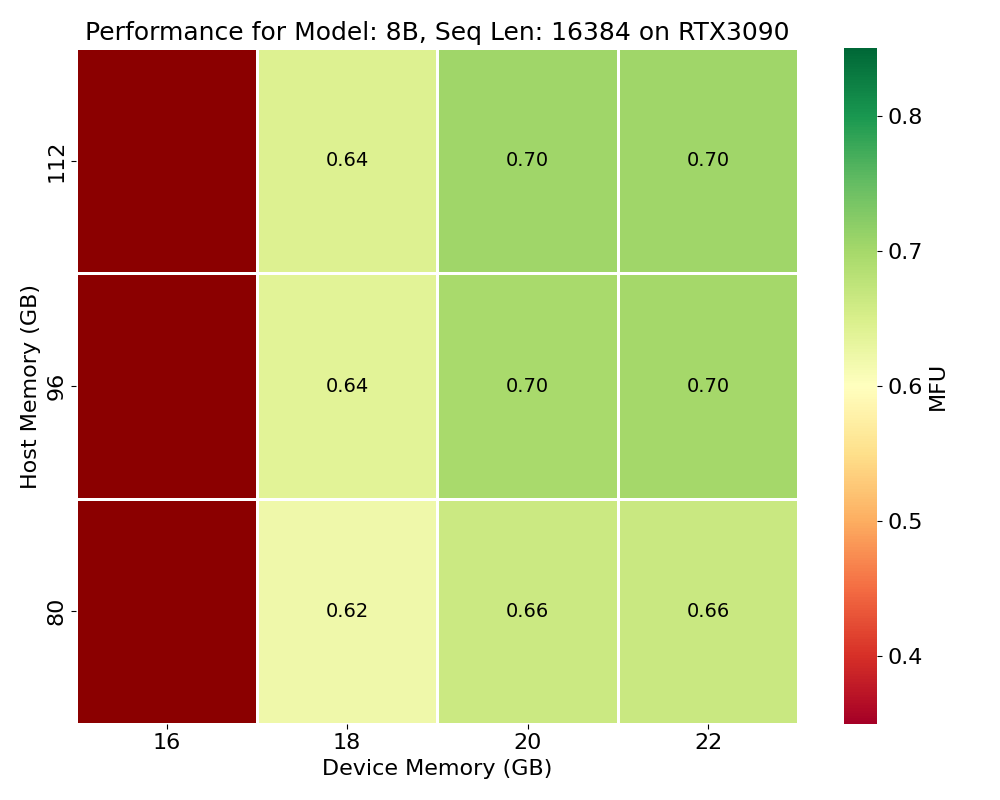 Performance for Model: 8B, Seq Len: 16384 on RTX3090
112
0.64 0.70 0.70
96
0.64 0.70 0.70
80
0.62 0.66 0.66
Host Memory (GB)
16 18 20 22
Device Memory (GB)
0.8
0.7
0.6
0.5
0.4
MFU